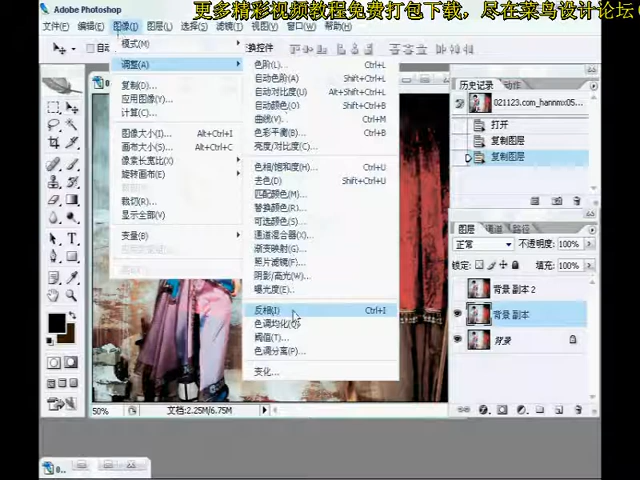 更多精彩视频教程免费打包下载，尽在菜鸟设计论坛
Adobe Photoshop
文件(F) 编辑(E) 图像(I) 图层(L) 选择(S) 滤镜(T) 视图(V) 窗口(W) 帮助(H)
模式(M)
调整(A)
复制(D)...
应用图像(Y)...
计算(C)...
图像大小(I)... Alt+Ctrl+I
画布大小(S)... Alt+Ctrl+C
像素长宽比(X)
旋转画布(E)
裁切(R)...
显示全部(V)
变量(B)
色阶(L)... Ctrl+L
自动色阶(A) Shift+Ctrl+L
自动对比度(U) Alt+Shift+Ctrl+L
自动颜色(O) Shift+Ctrl+B
曲线(V)... Ctrl+M
色彩平衡(B)... Ctrl+B
亮度/对比度(C)...
色相/饱和度(H)... Ctrl+U
去色(D) Shift+Ctrl+U
匹配颜色(M)...
替换颜色(R)...
可选颜色(S)...
通道混合器(X)...
渐变映射(G)...
照片滤镜(F)...
阴影/高光(W)...
曝光度(E)...
反相(I) Ctrl+I
色调均化(Q)
阈值(T)...
色调分离(P)...
变化...
历史记录 动作
021123.com_hannmx05...
打开
复制图层
复制图层
图层 通道 路径
正常 不透明度: 100%
锁定: 填充: 100%
背景 副本 2
背景 副本
背景
50% 文档:2.25M/6.75M
0...